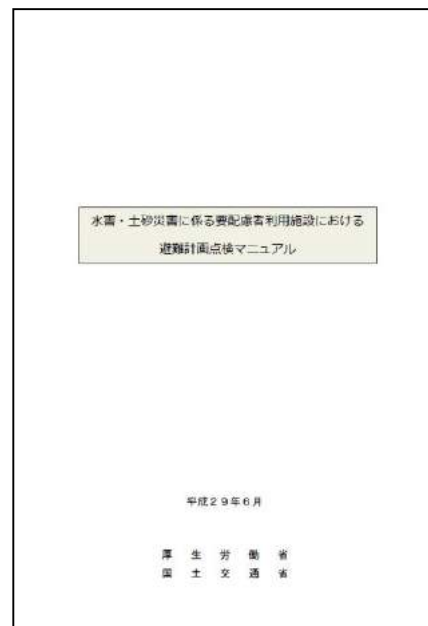 水害・土砂災害に係る要配慮者利用施設における
避難計画点検マニュアル
平成２９年６月
厚生労働省
国土交通省